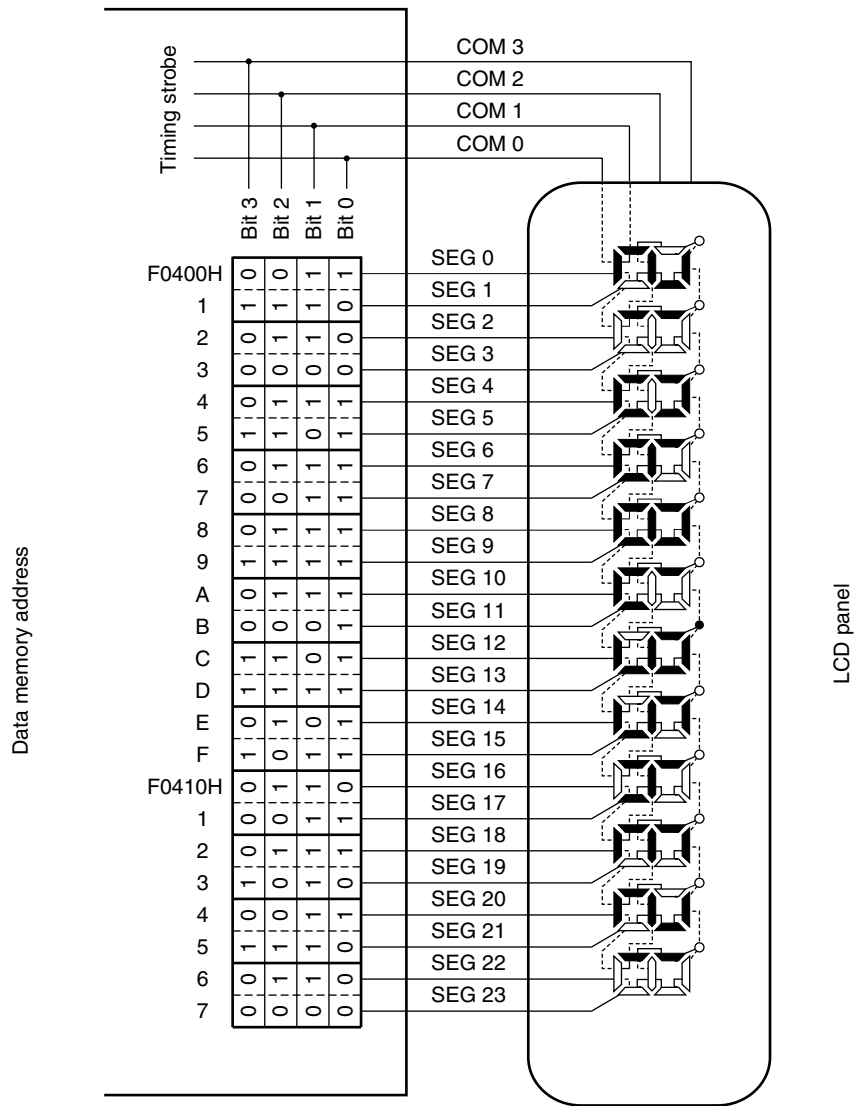 Timing strobe
COM 3
COM 2
COM 1
COM 0
Bit 3 Bit 2 Bit 1 Bit 0
F0400H 0 0 1 1 SEG 0
1 1 1 1 0 SEG 1
2 0 1 1 0 SEG 2
3 0 0 0 0 SEG 3
4 0 1 1 1 SEG 4
5 1 1 0 1 SEG 5
6 0 1 1 1 SEG 6
7 0 0 1 1 SEG 7
8 0 1 1 1 SEG 8
9 1 1 1 1 SEG 9
A 0 1 1 1 SEG 10
B 0 0 0 1 SEG 11
C 1 1 0 1 SEG 12
D 1 1 1 1 SEG 13
E 0 1 0 1 SEG 14
F 1 0 1 1 SEG 15
F0410H 0 1 1 0 SEG 16
1 0 0 1 1 SEG 17
2 0 1 1 1 SEG 18
3 1 0 1 0 SEG 19
4 0 0 1 1 SEG 20
5 1 1 1 0 SEG 21
6 0 1 1 0 SEG 22
7 0 0 0 0 SEG 23
Data memory address
LCD panel